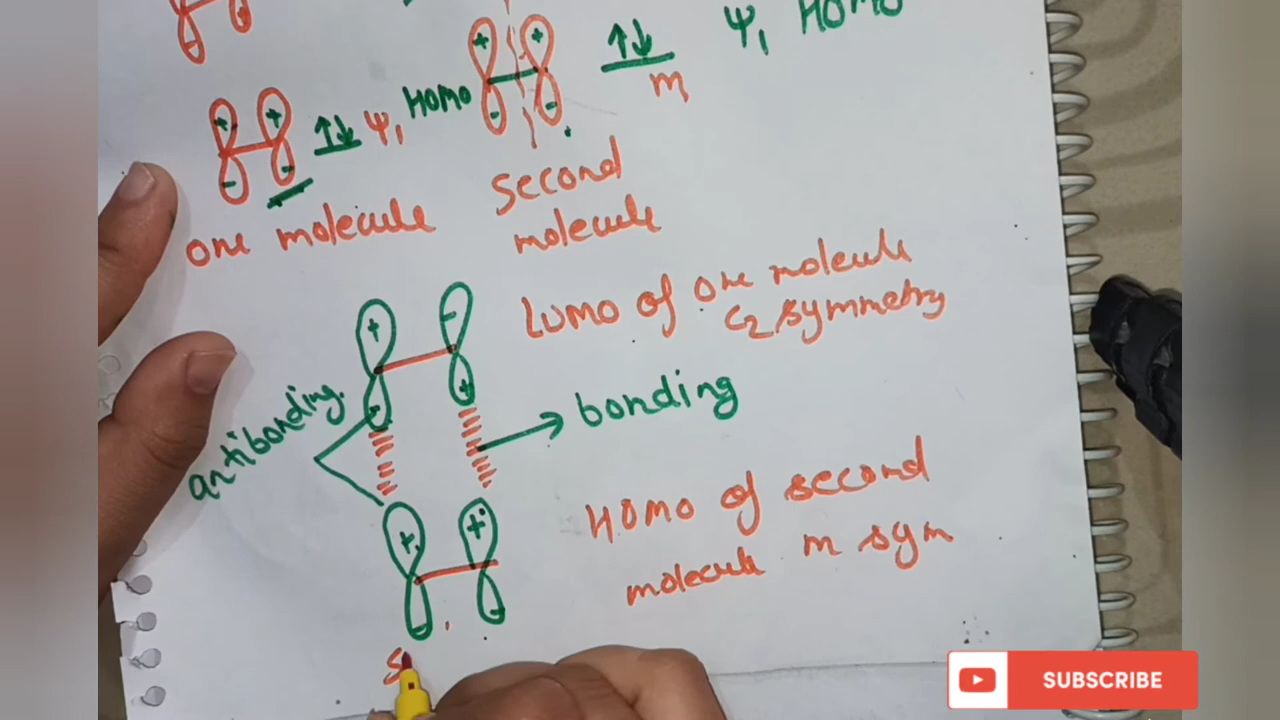 Ψ1 HOMO
+ +
↑↓
m
HOMO
+ +
↑↓ Ψ1
- -
- -
one molecule
second
molecule
LUMO of one molecule
C2 symmetry
+ -
- +
antibonding.
bonding
+ +
HOMO of second
molecule m sym
-
S
SUBSCRIBE